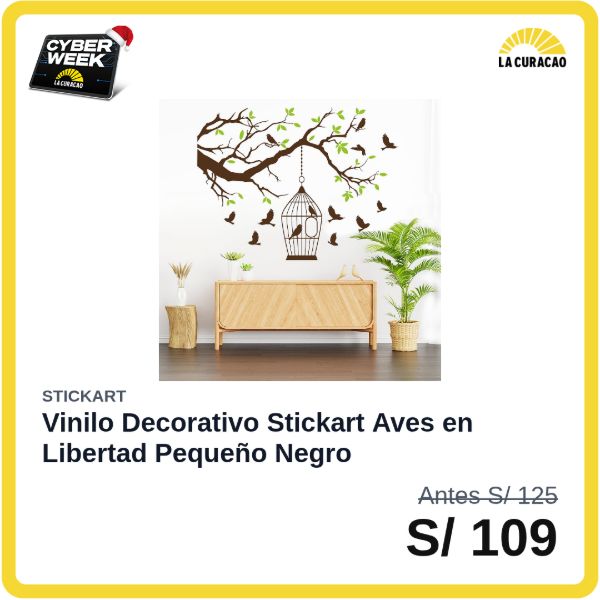 CYBER
WEEK
LA CURACAO
LA CURACAO
STICKART
Vinilo Decorativo Stickart Aves en
Libertad Pequeño Negro
Antes S/ 125
S/ 109